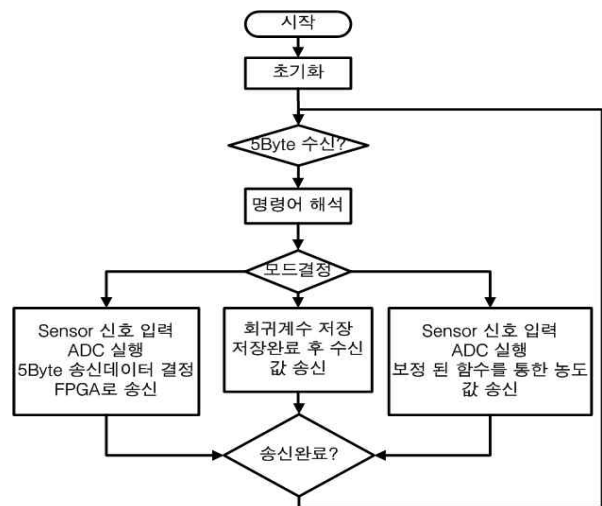 시작
초기화
5Byte 수신?
명령어 해석
모드결정
Sensor 신호 입력
ADC 실행
5Byte 송신데이터 결정
FPGA로 송신
회귀계수 저장
저장완료 후 수신
값 송신
Sensor 신호 입력
ADC 실행
보정 된 함수를 통한 농도
값 송신
송신완료?